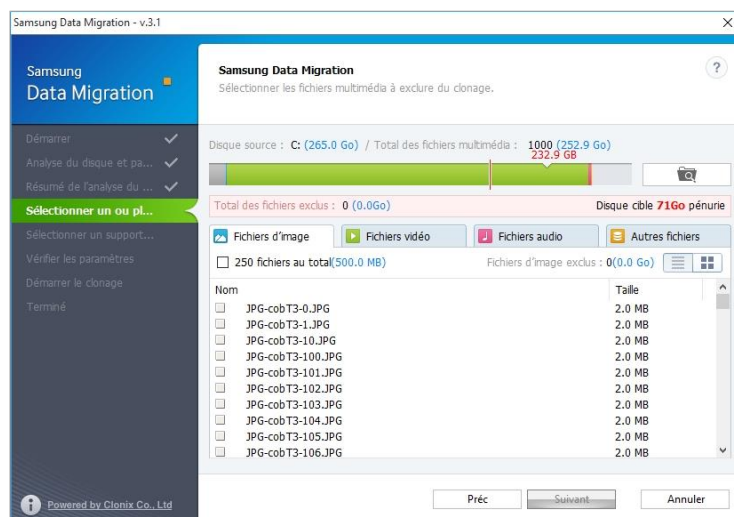 Samsung Data Migration - v.3.1
Samsung
Data Migration
Samsung Data Migration
Sélectionner les fichiers multimédia à exclure du clonage.
?
Démarrer
Analyse du disque et pa...
Résumé de l'analyse du ...
Sélectionner un ou pl...
Sélectionner un support...
Vérifier les paramètres
Démarrer le clonage
Terminé
Disque source : C: (265.0 Go) / Total des fichiers multimédia : 1000 (252.9 Go)
232.9 GB
Total des fichiers exclus : 0 (0.0Go)
Disque cible 71Go pénurie
Fichiers d'image
Fichiers vidéo
Fichiers audio
Autres fichiers
250 fichiers au total(500.0 MB)
Fichiers d'image exclus : 0(0.0 Go)
Nom Taille
JPG-cobT3-0.JPG 2.0 MB
JPG-cobT3-1.JPG 2.0 MB
JPG-cobT3-10.JPG 2.0 MB
JPG-cobT3-100.JPG 2.0 MB
JPG-cobT3-101.JPG 2.0 MB
JPG-cobT3-102.JPG 2.0 MB
JPG-cobT3-103.JPG 2.0 MB
JPG-cobT3-104.JPG 2.0 MB
JPG-cobT3-105.JPG 2.0 MB
JPG-cobT3-106.JPG 2.0 MB
Powered by Clonix Co., Ltd
Préc
Suivant
Annuler